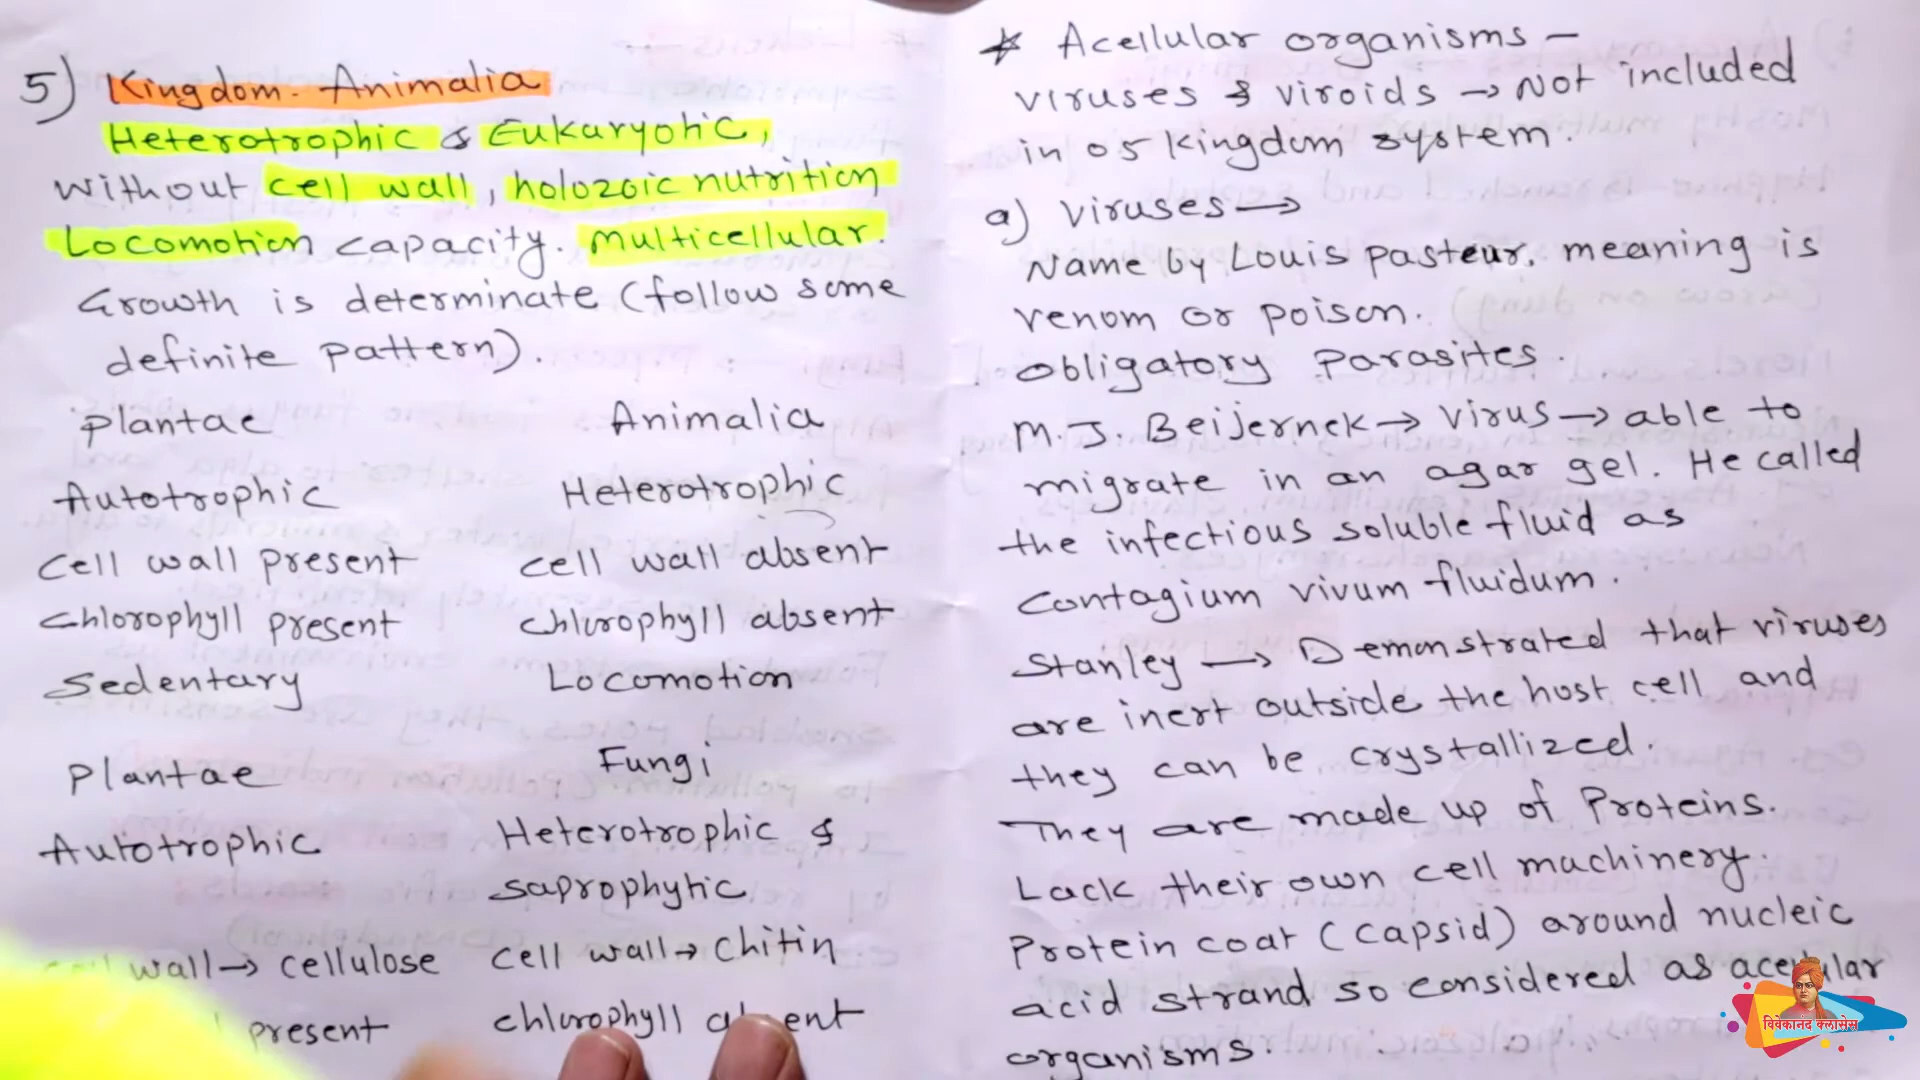 5) Kingdom- Animalia
Heterotrophic & Eukaryotic,
without cell wall, holozoic nutrition
Locomotion capacity. multicellular.
Growth is determinate (follow some
definite pattern).
Plantae Animalia
Autotrophic Heterotrophic
Cell wall present cell wall absent
Chlorophyll present chlorophyll absent
Sedentary Locomotion
Plantae Fungi
Autotrophic Heterotrophic &
saprophytic
wall→ cellulose cell wall→ chitin
present chlorophyll absent
* Acellular organisms –
viruses & viroids → Not included
in 05 kingdom system.
a) Viruses →
Name by Louis Pasteur. meaning is
venom or poison.
Obligatory Parasites.
M.J. Beijernek → virus → able to
migrate in an agar gel. He called
the infectious soluble fluid as
Contagium vivum fluidum.
Stanley → Demonstrated that viruses
are inert outside the host cell and
they can be crystallized.
They are made up of Proteins.
Lack their own cell machinery.
Protein coat (capsid) around nucleic
acid strand so considered as acellular
organisms.
विवेकानंद क्लासेस